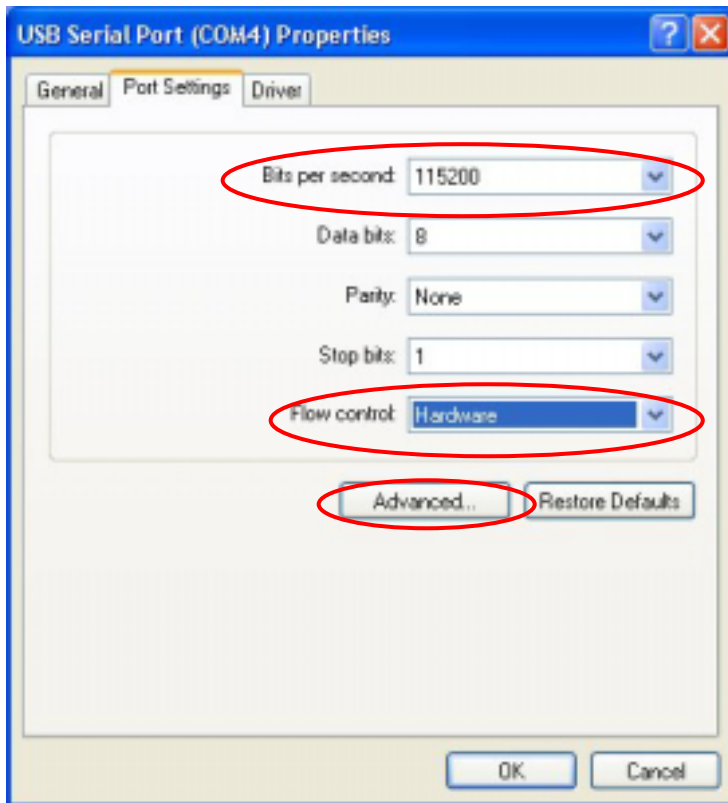 USB Serial Port (COM4) Properties
General Port Settings Driver
Bits per second: 115200
Data bits: 8
Parity: None
Stop bits: 1
Flow control: Hardware
Advanced... Restore Defaults
OK Cancel